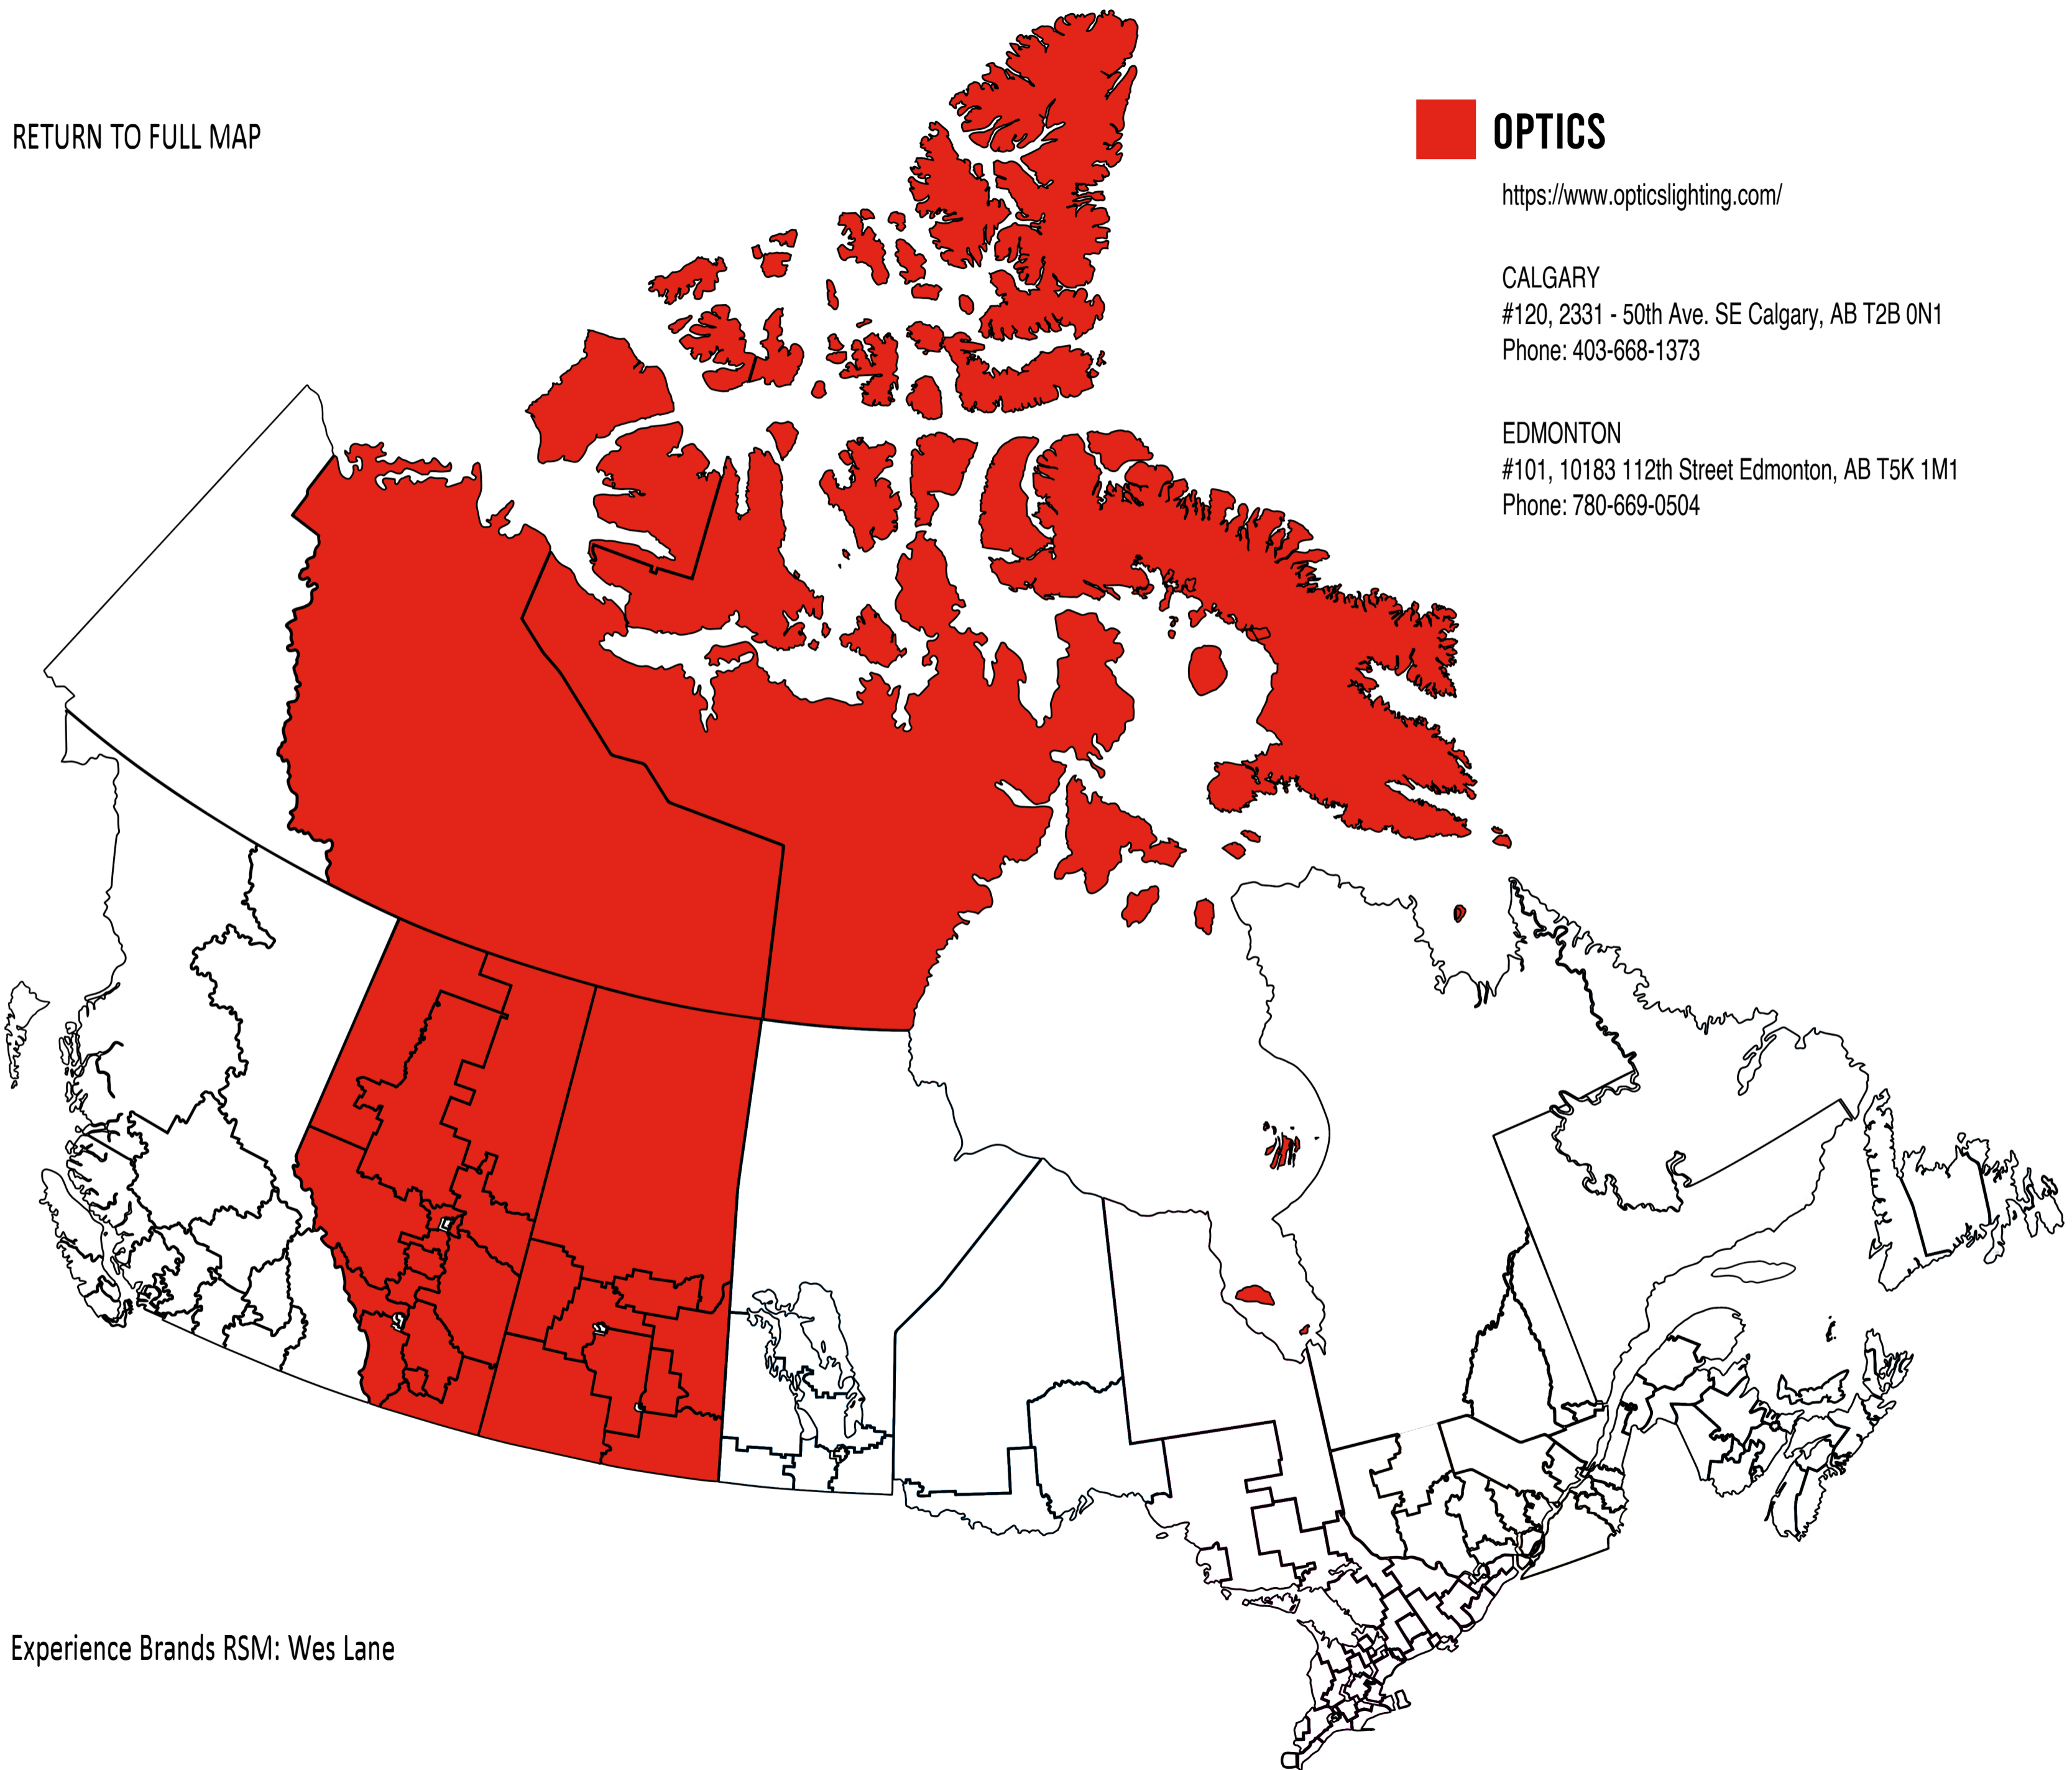 RETURN TO FULL MAP
OPTICS
https://www.opticslighting.com/
CALGARY
#120, 2331 - 50th Ave. SE Calgary, AB T2B 0N1
Phone: 403-668-1373
EDMONTON
#101, 10183 112th Street Edmonton, AB T5K 1M1
Phone: 780-669-0504
Experience Brands RSM: Wes Lane